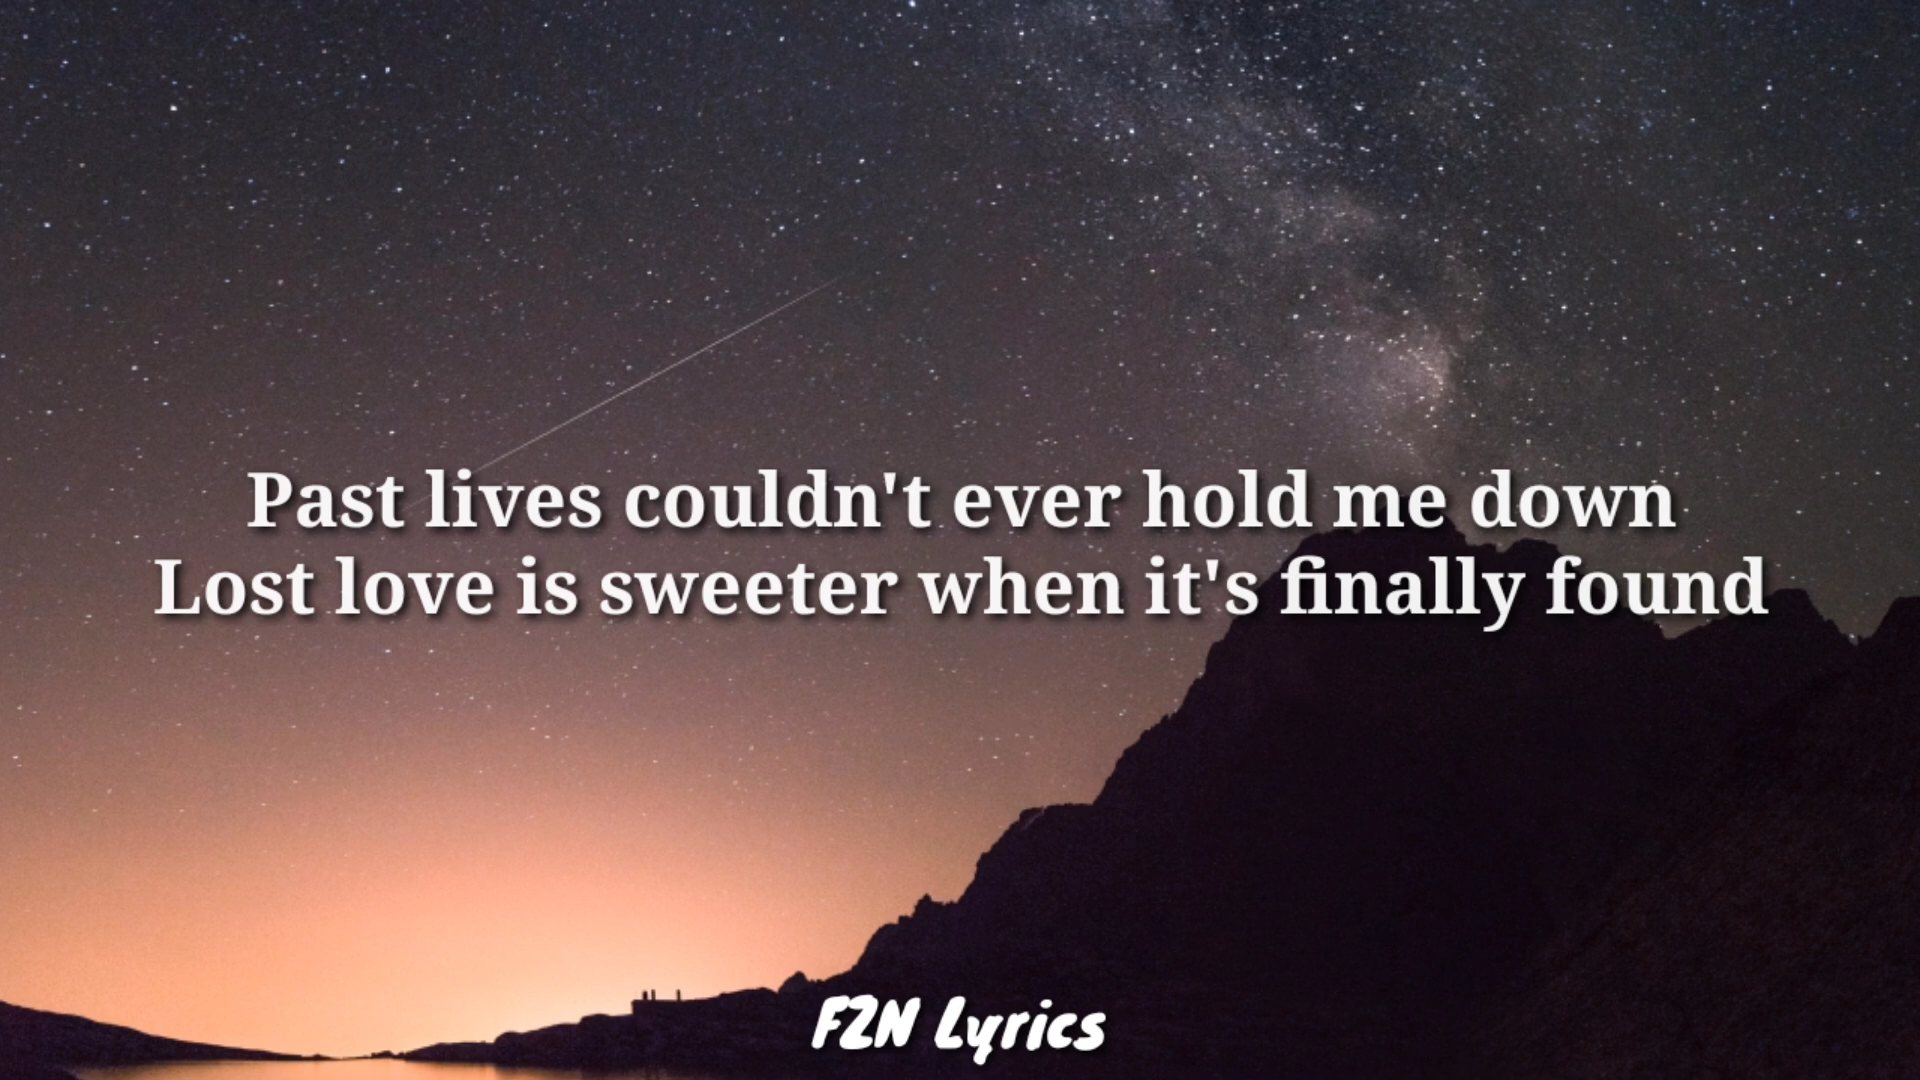 Past lives couldn't ever hold me down
Lost love is sweeter when it's finally found
FZN Lyrics